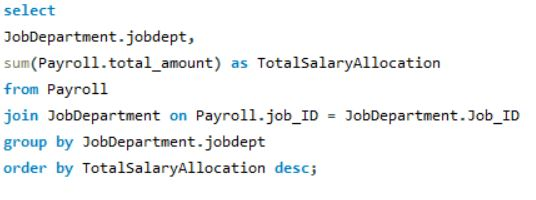 select
JobDepartment.jobdept,
sum(Payroll.total_amount) as TotalSalaryAllocation
from Payroll
join JobDepartment on Payroll.job_ID = JobDepartment.Job_ID
group by JobDepartment.jobdept
order by TotalSalaryAllocation desc;